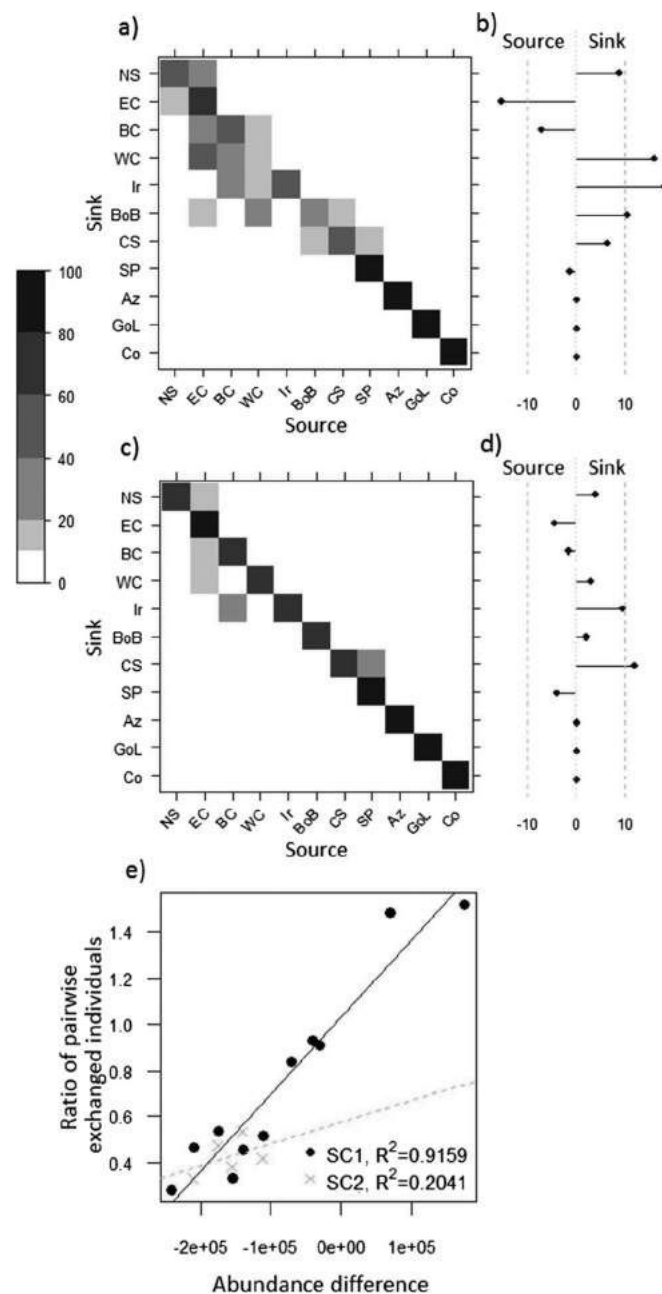 a)
b)
Source Sink
NS
EC
BC
WC
Ir
BoB
CS
SP
Az
GoL
Co
Sink
NS EC BC WC Ir BoB CS SP Az GoL Co
Source
-10 0 10
100
80
60
40
20
0
c)
d)
Source Sink
NS
EC
BC
WC
Ir
BoB
CS
SP
Az
GoL
Co
Sink
NS EC BC WC Ir BoB CS SP Az GoL Co
Source
-10 0 10
e)
Ratio of pairwise
exchanged individuals
1.4
1.2
1.0
0.8
0.6
0.4
SC1, R²=0.9159
SC2, R²=0.2041
-2e+05 -1e+05 0e+00 1e+05
Abundance difference